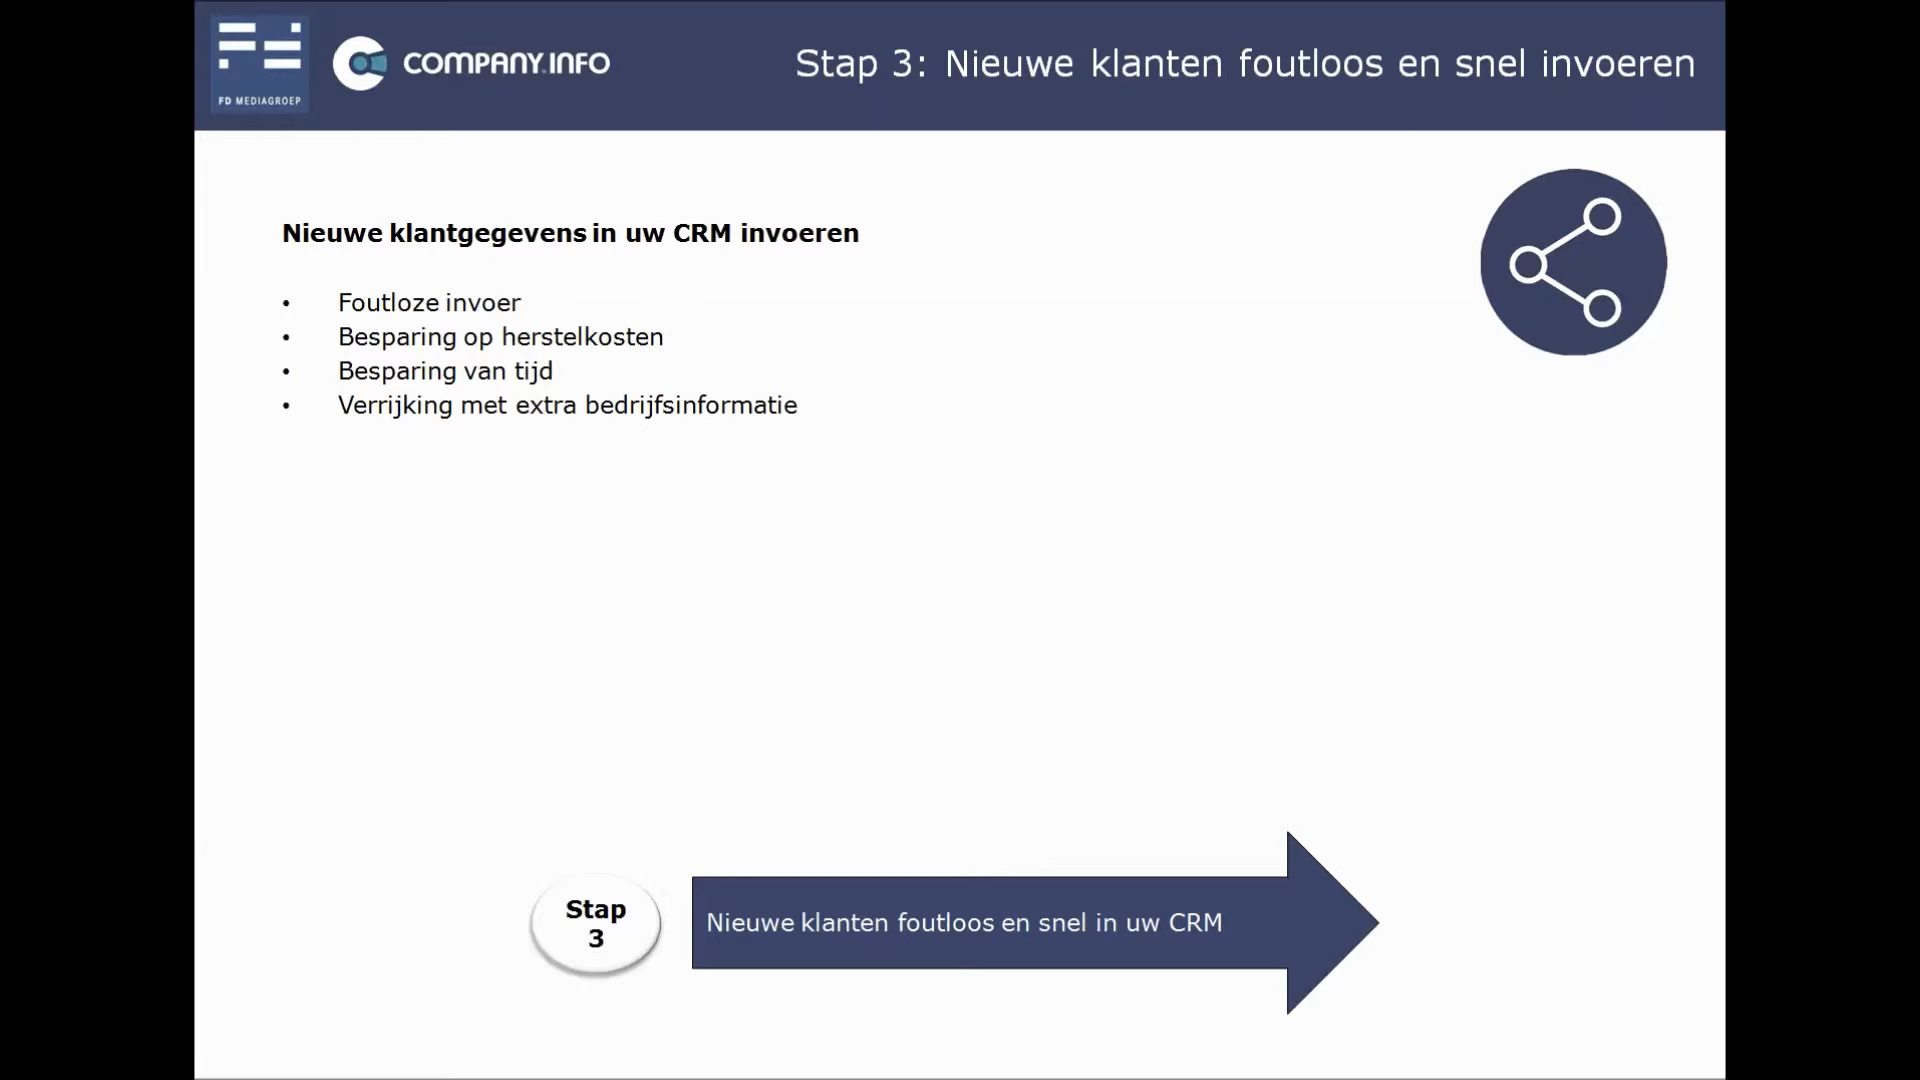 FD MEDIAGROEP
COMPANY.INFO
Stap 3: Nieuwe klanten foutloos en snel invoeren
Nieuwe klantgegevens in uw CRM invoeren
• Foutloze invoer
• Besparing op herstelkosten
• Besparing van tijd
• Verrijking met extra bedrijfsinformatie
Stap
3
Nieuwe klanten foutloos en snel in uw CRM